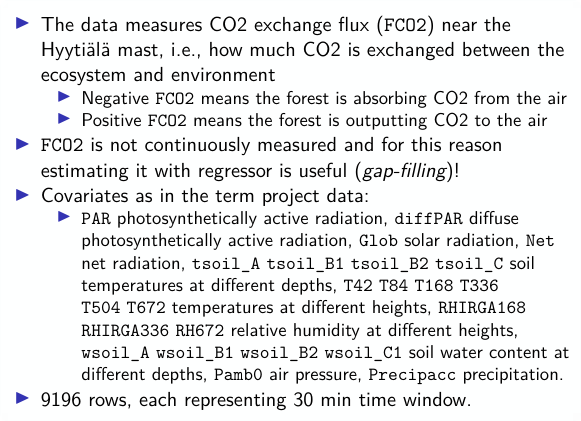 The data measures CO2 exchange flux (FCO2) near the
Hyytiälä mast, i.e., how much CO2 is exchanged between the
ecosystem and environment
Negative FCO2 means the forest is absorbing CO2 from the air
Positive FCO2 means the forest is outputting CO2 to the air
FCO2 is not continuously measured and for this reason
estimating it with regressor is useful (gap-filling)!
Covariates as in the term project data:
PAR photosynthetically active radiation, diffPAR diffuse
photosynthetically active radiation, Glob solar radiation, Net
net radiation, tsoil_A tsoil_B1 tsoil_B2 tsoil_C soil
temperatures at different depths, T42 T84 T168 T336
T504 T672 temperatures at different heights, RHIRGA168
RHIRGA336 RH672 relative humidity at different heights,
wsoil_A wsoil_B1 wsoil_B2 wsoil_C1 soil water content at
different depths, Pamb0 air pressure, Precipacc precipitation.
9196 rows, each representing 30 min time window.